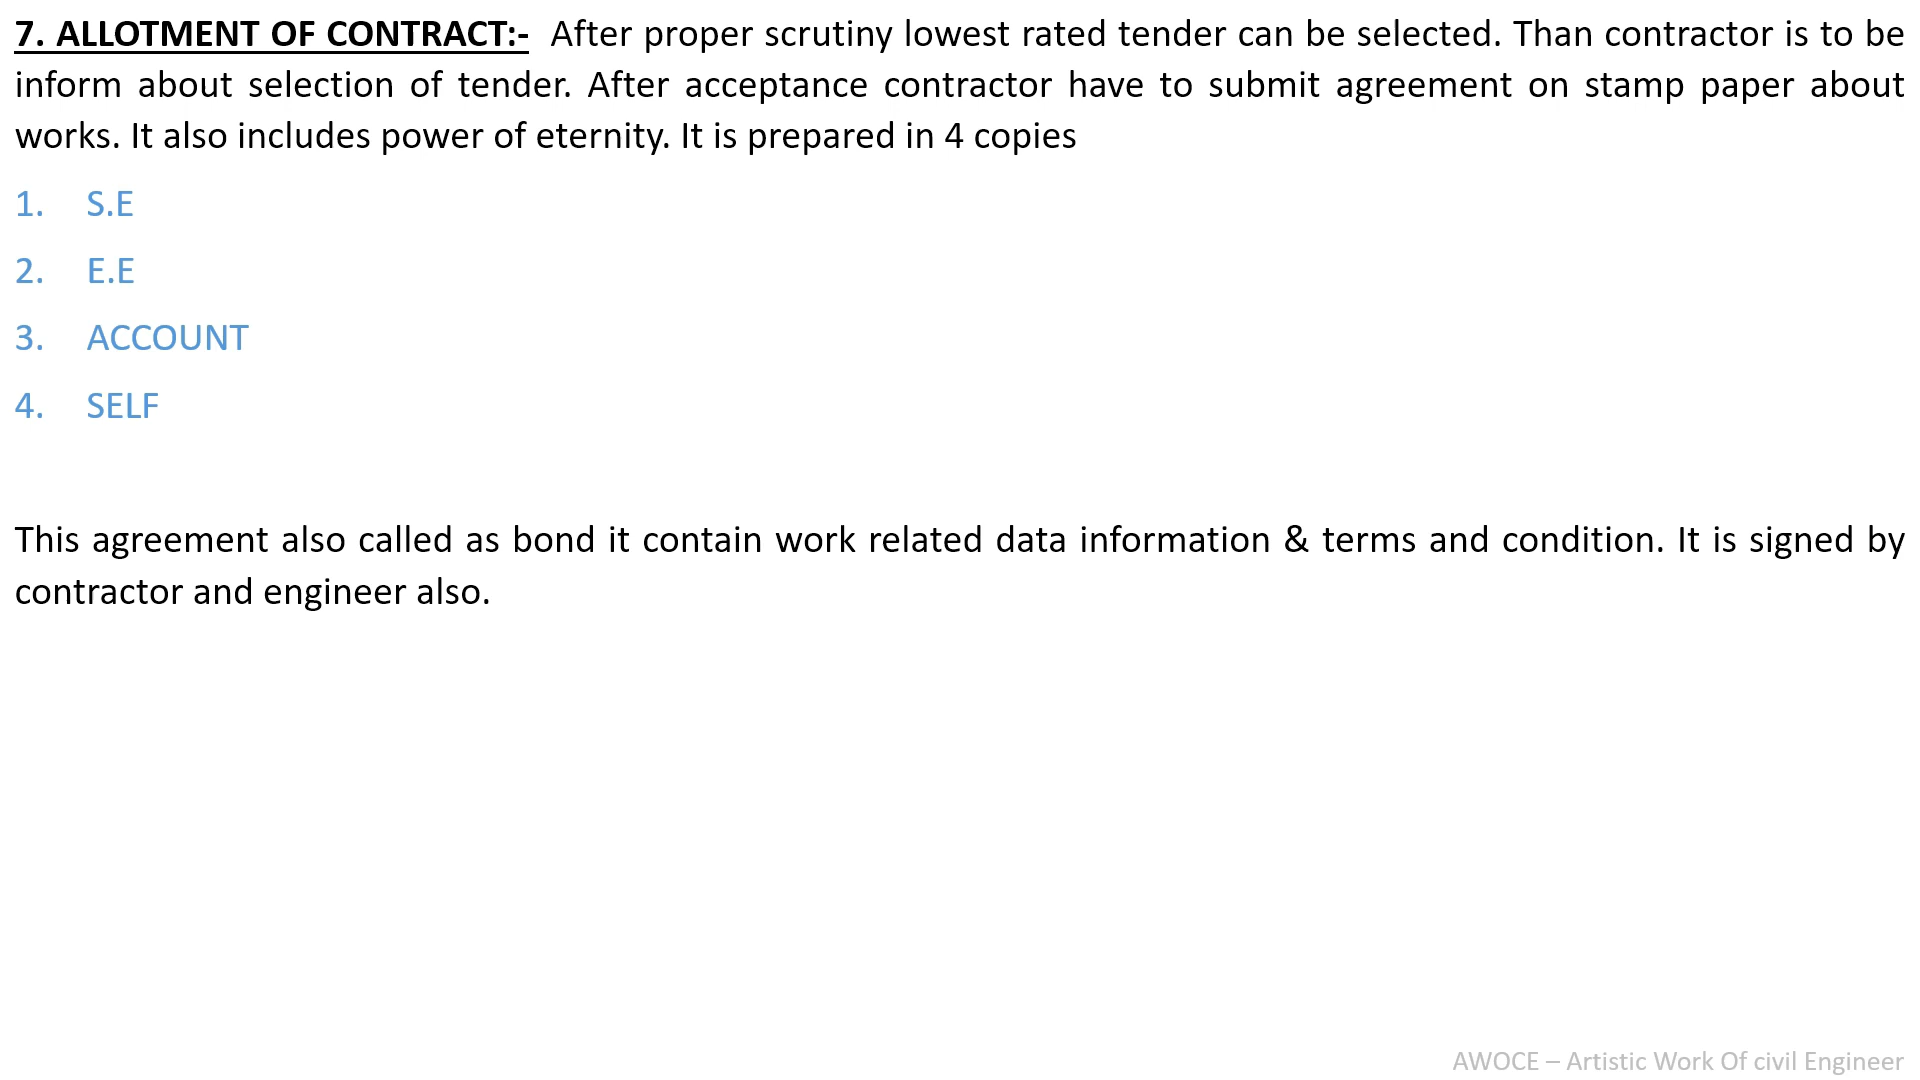 7. ALLOTMENT OF CONTRACT:- After proper scrutiny lowest rated tender can be selected. Than contractor is to be
inform about selection of tender. After acceptance contractor have to submit agreement on stamp paper about
works. It also includes power of eternity. It is prepared in 4 copies
1. S.E
2. E.E
3. ACCOUNT
4. SELF
This agreement also called as bond it contain work related data information & terms and condition. It is signed by
contractor and engineer also.
AWOCE – Artistic Work Of civil Engineer